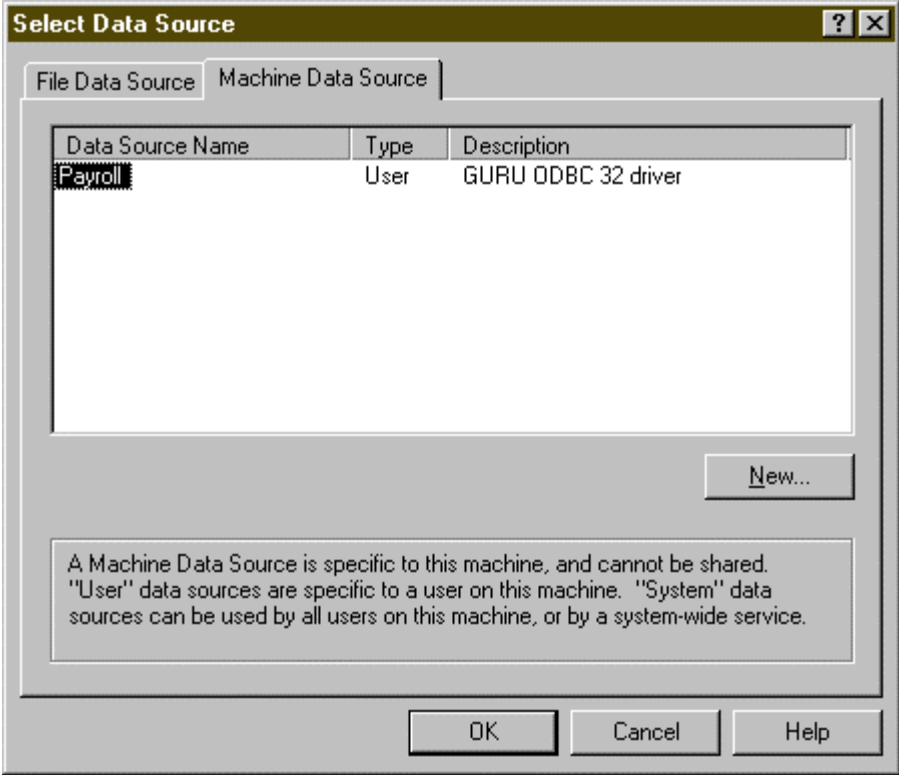 Select Data Source
File Data Source Machine Data Source
Data Source Name Type Description
Payroll User GURU ODBC 32 driver
New...
A Machine Data Source is specific to this machine, and cannot be shared.
"User" data sources are specific to a user on this machine.  "System" data
sources can be used by all users on this machine, or by a system-wide service.
OK Cancel Help